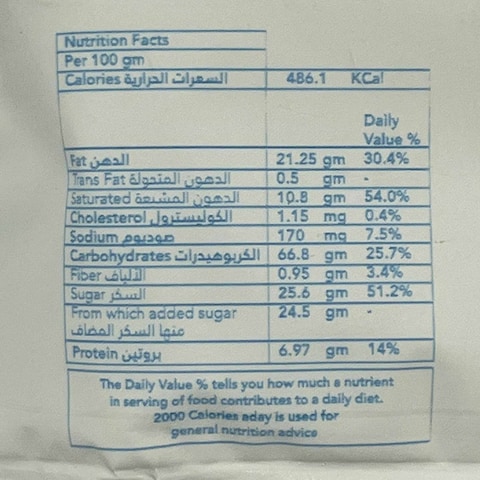 Nutrition Facts
Per 100 gm
Calories السعرات الحرارية 486.1 KCal
Daily
Value %
Fat الدهن 21.25 gm 30.4%
Trans Fat الدهون المتحولة 0.5 gm -
Saturated الدهون المشبعة 10.8 gm 54.0%
Cholesterol الكوليسترول 1.15 mg 0.4%
Sodium صوديوم 170 mg 7.5%
Carbohydrates الكربوهيدرات 66.8 gm 25.7%
Fiber الالياف 0.95 gm 3.4%
Sugar السكر 25.6 gm 51.2%
From which added sugar 24.5 gm -
منها السكر المضاف
Protein بروتين 6.97 gm 14%
The Daily Value % tells you how much a nutrient
in serving of food contributes to a daily diet.
2000 Calories aday is used for
general nutrition advice